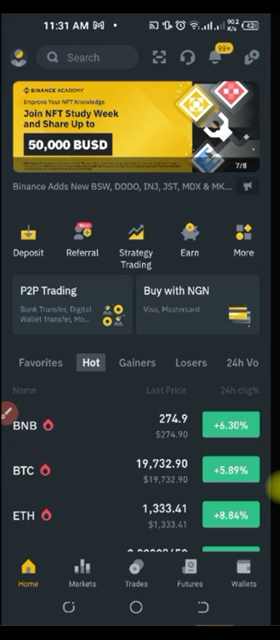 11:31 AM
90.2
K/s
Search
99+
BINANCE ACADEMY
Improve Your NFT Knowledge
Join NFT Study Week
and Share Up to
50,000 BUSD
7/8
Binance Adds New BSW, DODO, INJ, JST, MDX & MK...
Deposit
Referral
Strategy
Trading
Earn
More
P2P Trading
Bank Transfer, Digital
Wallet Transfer, Mo...
Buy with NGN
Visa, Mastercard
Favorites Hot Gainers Losers 24h Vo
Name Last Price 24h chg%
BNB 274.9 +6.30%
$274.90
BTC 19,732.90 +5.89%
$19,732.90
ETH 1,333.41 +8.84%
$1,333.41
Home Markets Trades Futures Wallets